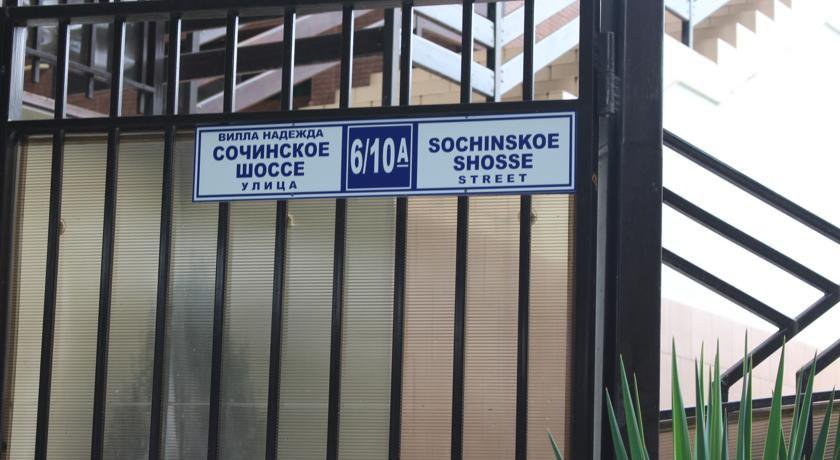 ВИЛЛА НАДЕЖДА
СОЧИНСКОЕ
ШОССЕ
УЛИЦА
6/10А
SOCHINSKOE
SHOSSE
STREET